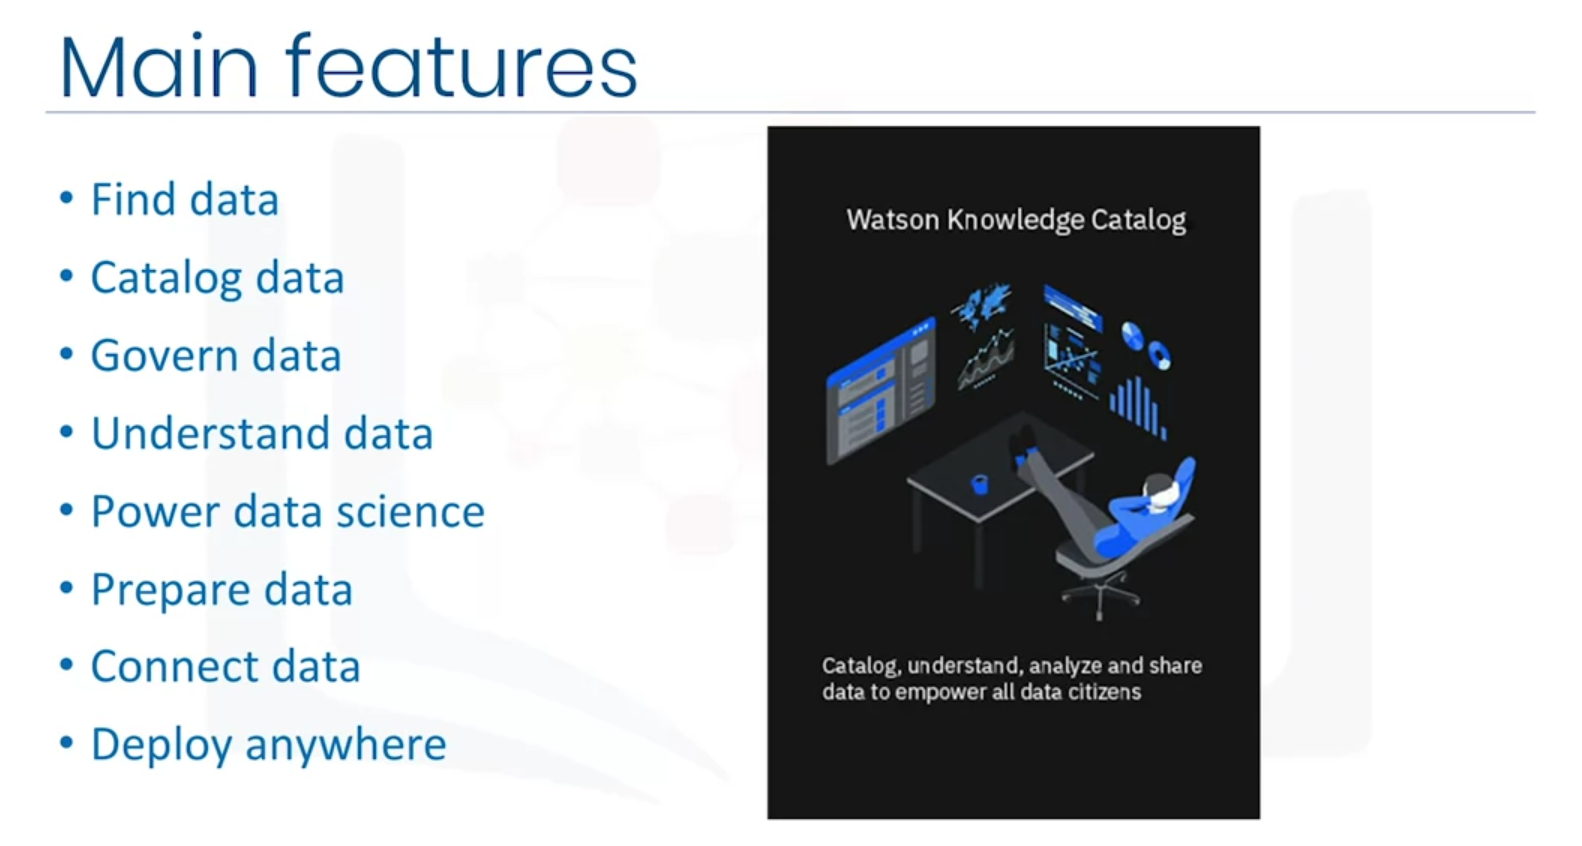 Main features
• Find data
• Catalog data
• Govern data
• Understand data
• Power data science
• Prepare data
• Connect data
• Deploy anywhere
Watson Knowledge Catalog
Catalog, understand, analyze and share
data to empower all data citizens